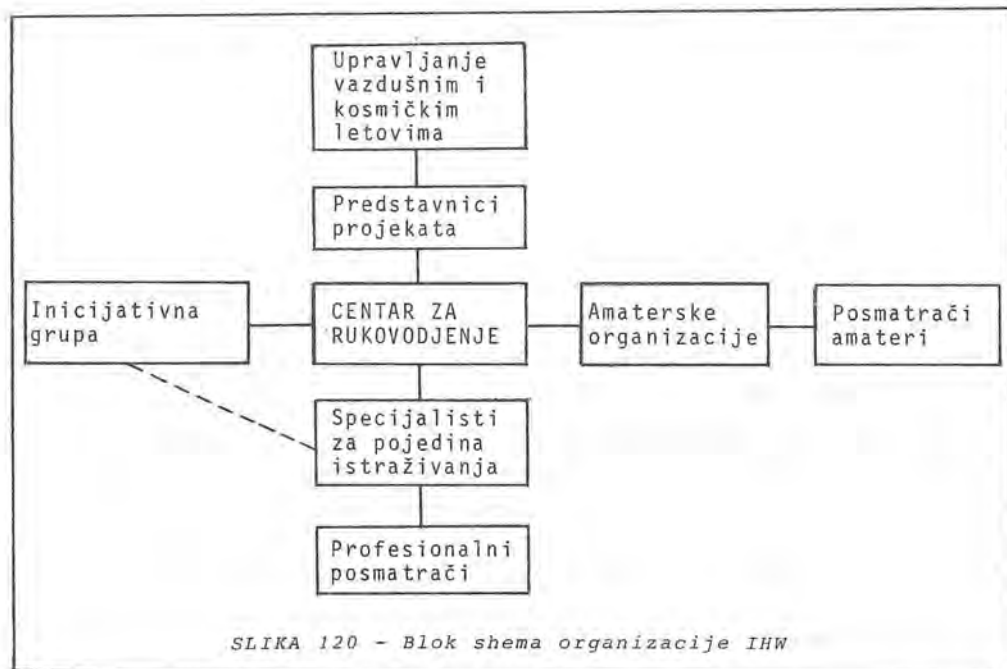 Upravljanje
vazdušnim i
kosmičkim
letovima
Predstavnici
projekata
Inicijativna
grupa
CENTAR ZA
RUKOVODJENJE
Amaterske
organizacije
Posmatrači
amateri
Specijalisti
za pojedina
istraživanja
Profesionalni
posmatrači
SLIKA 120 - Blok shema organizacije IHW